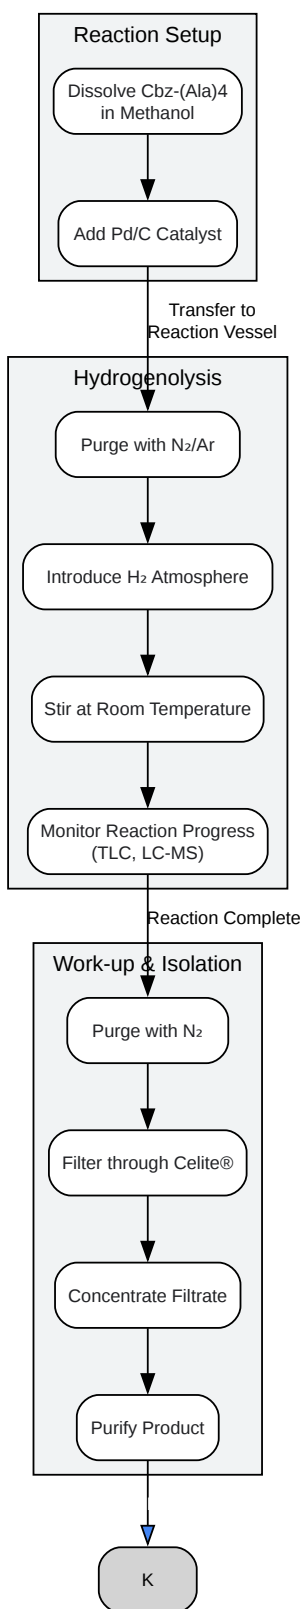 Reaction Setup
Dissolve Cbz-(Ala)4
in Methanol
Add Pd/C Catalyst
Transfer to
Reaction Vessel
Hydrogenolysis
Purge with N₂/Ar
Introduce H₂ Atmosphere
Stir at Room Temperature
Monitor Reaction Progress
(TLC, LC-MS)
Reaction Complete
Work-up & Isolation
Purge with N₂
Filter through Celite®
Concentrate Filtrate
Purify Product
K